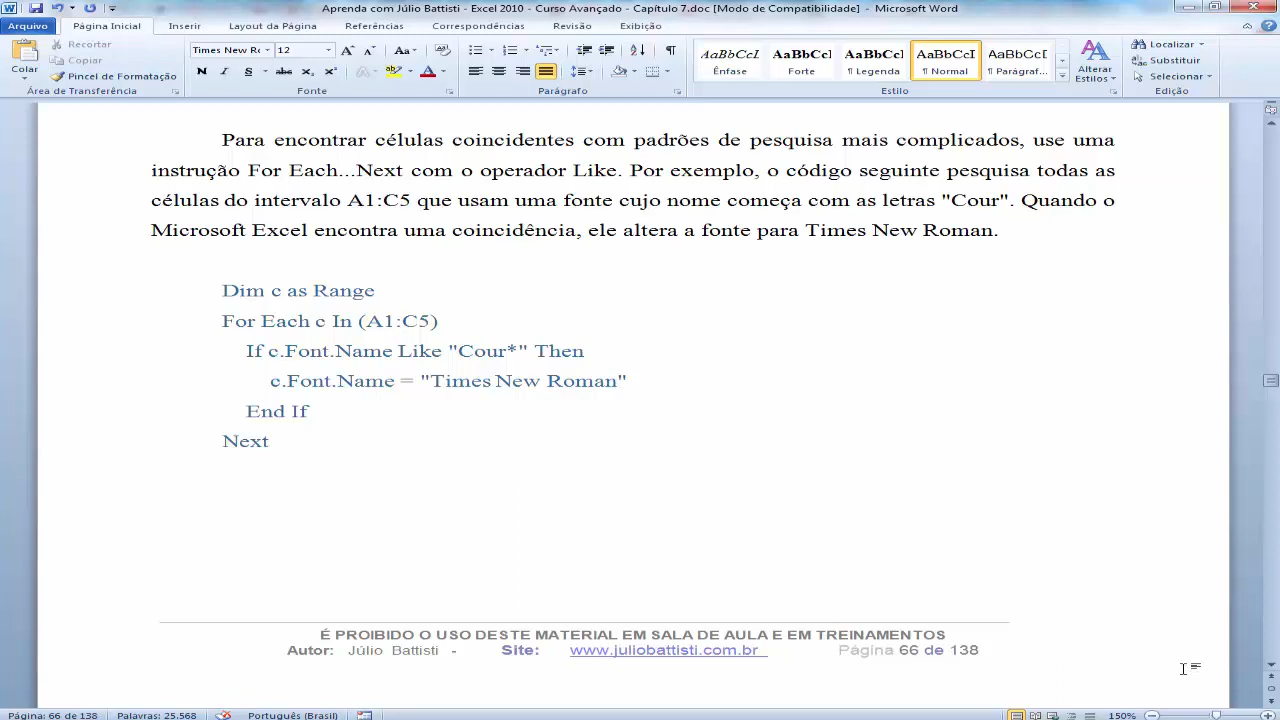 Aprenda com Júlio Battisti - Excel 2010 - Curso Avançado - Capítulo 7.doc [Modo de Compatibilidade] - Microsoft Word
Arquivo Página Inicial Inserir Layout da Página Referências Correspondências Revisão Exibição
Colar
Recortar
Copiar
Pincel de Formatação
Área de Transferência
Times New Ro 12
Fonte
Parágrafo
AaBbCcI AaBbCc AaBbCcI AaBbCcI AaBbCcI
Ênfase Forte ¶ Legenda ¶ Normal ¶ Parágraf...
Alterar Estilos
Estilo
Localizar
Substituir
Selecionar
Edição
Para encontrar células coincidentes com padrões de pesquisa mais complicados, use uma
instrução For Each...Next com o operador Like. Por exemplo, o código seguinte pesquisa todas as
células do intervalo A1:C5 que usam uma fonte cujo nome começa com as letras "Cour". Quando o
Microsoft Excel encontra uma coincidência, ele altera a fonte para Times New Roman.
Dim c as Range
For Each c In (A1:C5)
If c.Font.Name Like "Cour*" Then
c.Font.Name = "Times New Roman"
End If
Next
É PROIBIDO O USO DESTE MATERIAL EM SALA DE AULA E EM TREINAMENTOS
Autor: Júlio Battisti - Site: www.juliobattisti.com.br Página 66 de 138
Página: 66 de 138 Palavras: 25.568 Português (Brasil) 150%